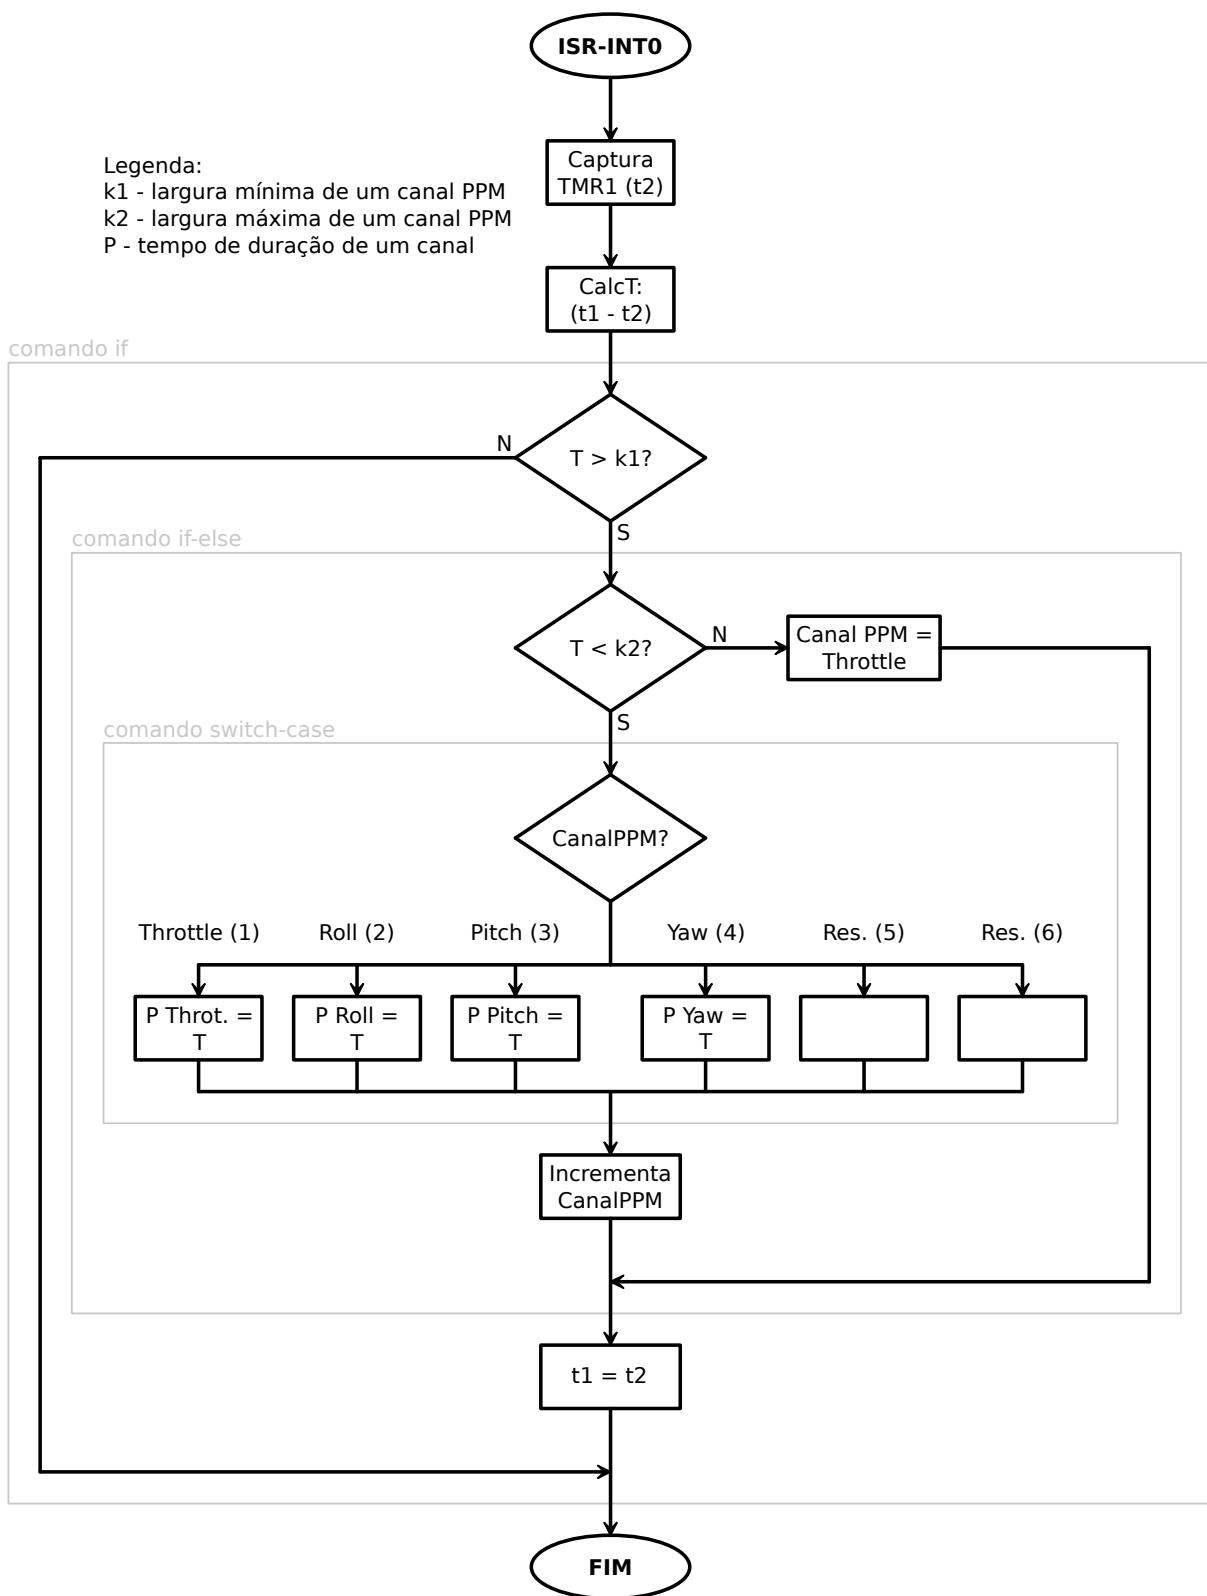 ISR-INT0
Captura
TMR1 (t2)
Legenda:
k1 - largura mínima de um canal PPM
k2 - largura máxima de um canal PPM
P - tempo de duração de um canal
CalcT:
(t1 - t2)
comando if
N
T > k1?
S
comando if-else
T < k2?
N
Canal PPM =
Throttle
S
comando switch-case
CanalPPM?
Throttle (1)
Roll (2)
Pitch (3)
Yaw (4)
Res. (5)
Res. (6)
P Throt. =
T
P Roll =
T
P Pitch =
T
P Yaw =
T
Incrementa
CanalPPM
t1 = t2
FIM